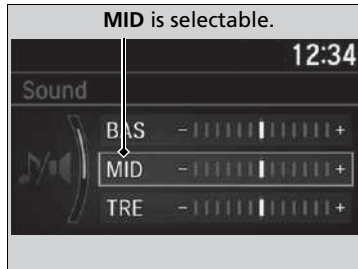 MID is selectable.
12:34
Sound
BAS - +
MID - +
TRE - +